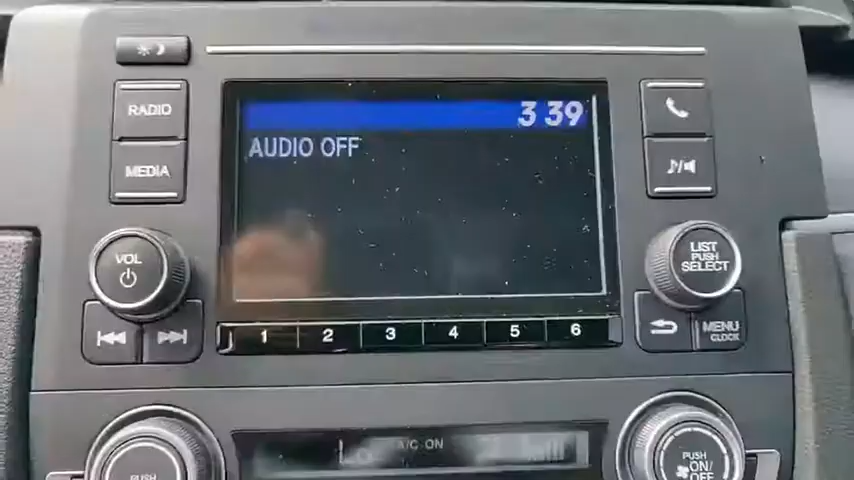 RADIO
MEDIA
VOL
3 39
AUDIO OFF
LIST
PUSH
SELECT
MENU
CLOCK
1 2 3 4 5 6
A/C ON
Lo
PUSH
PUSH
ON/
OFF